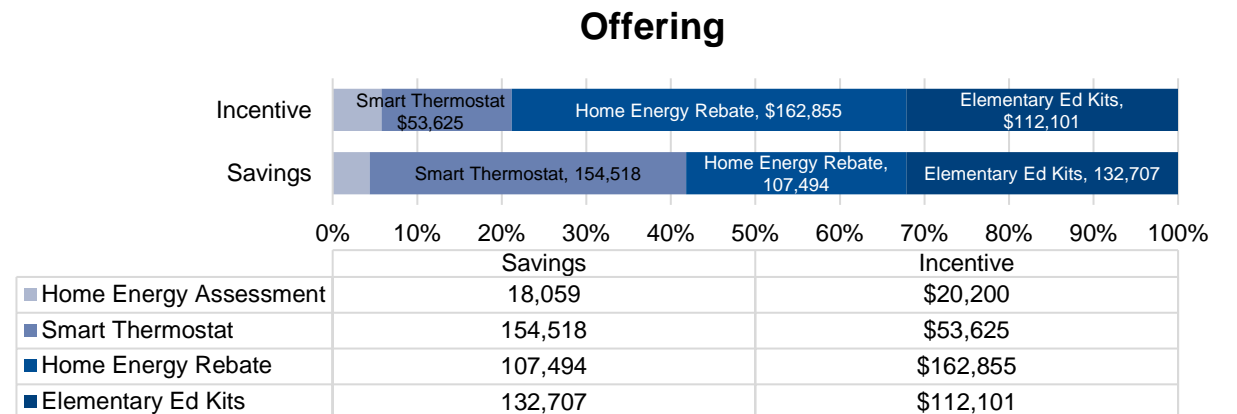 Offering
Incentive
Smart Thermostat
$53,625
Home Energy Rebate, $162,855
Elementary Ed Kits,
$112,101
Savings
Smart Thermostat, 154,518
Home Energy Rebate,
107,494
Elementary Ed Kits, 132,707
0% 10% 20% 30% 40% 50% 60% 70% 80% 90% 100%
Savings Incentive
Home Energy Assessment 18,059 $20,200
Smart Thermostat 154,518 $53,625
Home Energy Rebate 107,494 $162,855
Elementary Ed Kits 132,707 $112,101